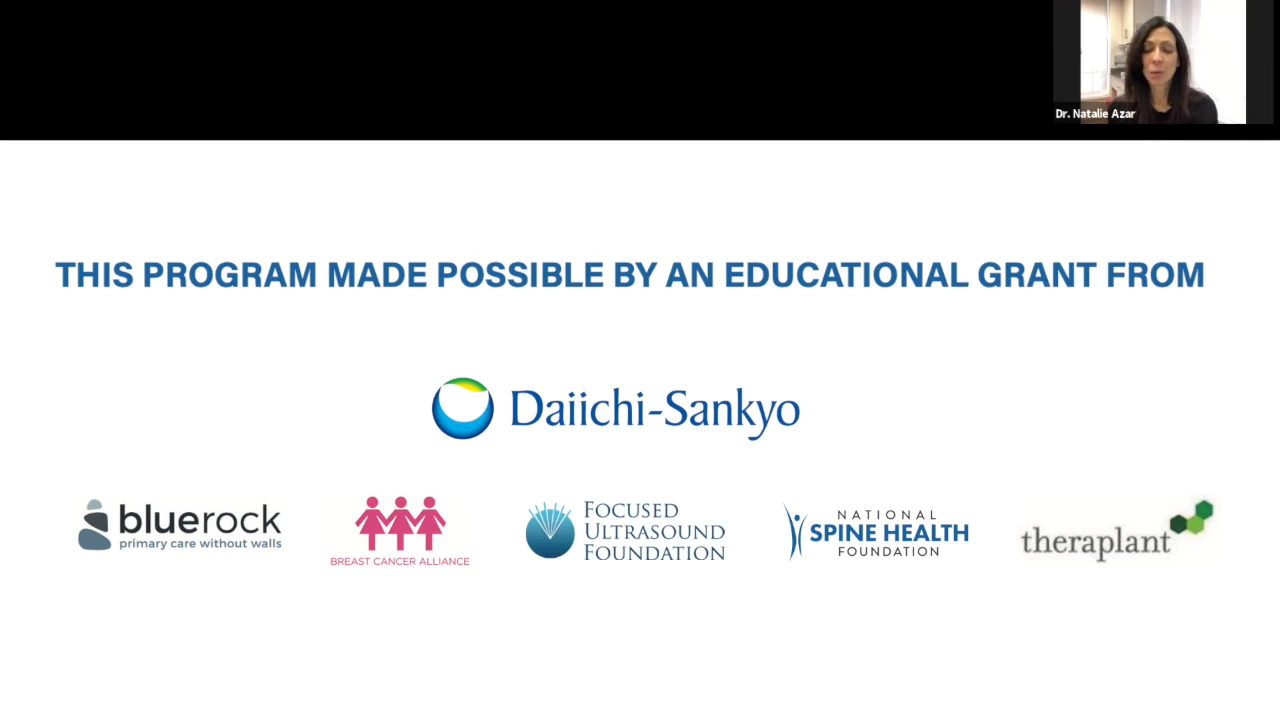 Dr. Natalie Azar
THIS PROGRAM MADE POSSIBLE BY AN EDUCATIONAL GRANT FROM
Daiichi-Sankyo
bluerock
primary care without walls
BREAST CANCER ALLIANCE
FOCUSED
ULTRASOUND
FOUNDATION
NATIONAL
SPINE HEALTH
FOUNDATION
theraplant